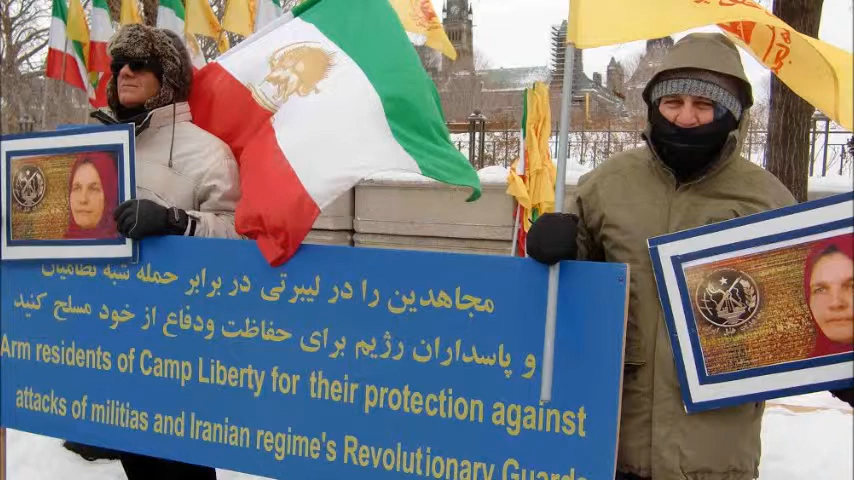 مجاهدین را در لیبرتی در برابر حمله شبه نظامیان
و پاسداران رژیم برای حفاظت ودفاع از خود مسلح کنید
Arm residents of Camp Liberty for their protection against
attacks of militias and Iranian regime's Revolutionary Guards